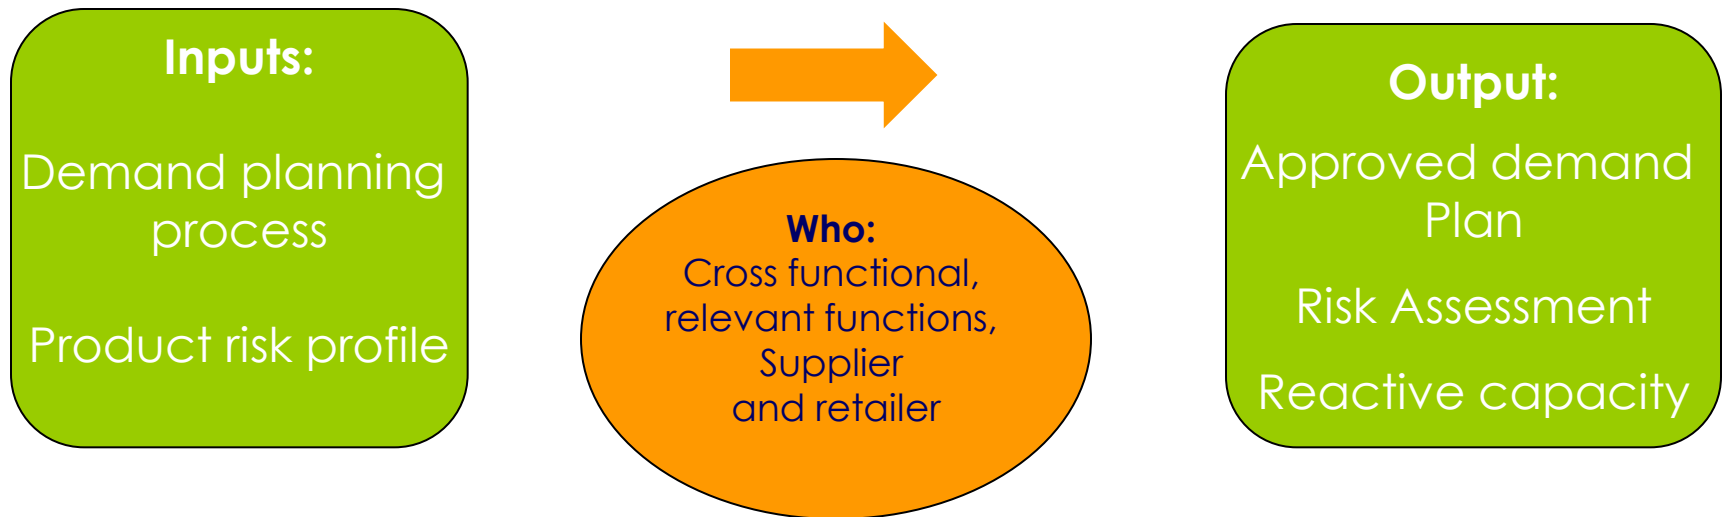 Inputs:
Demand planning
process
Product risk profile
Who:
Cross functional,
relevant functions,
Supplier
and retailer
Output:
Approved demand
Plan
Risk Assessment
Reactive capacity